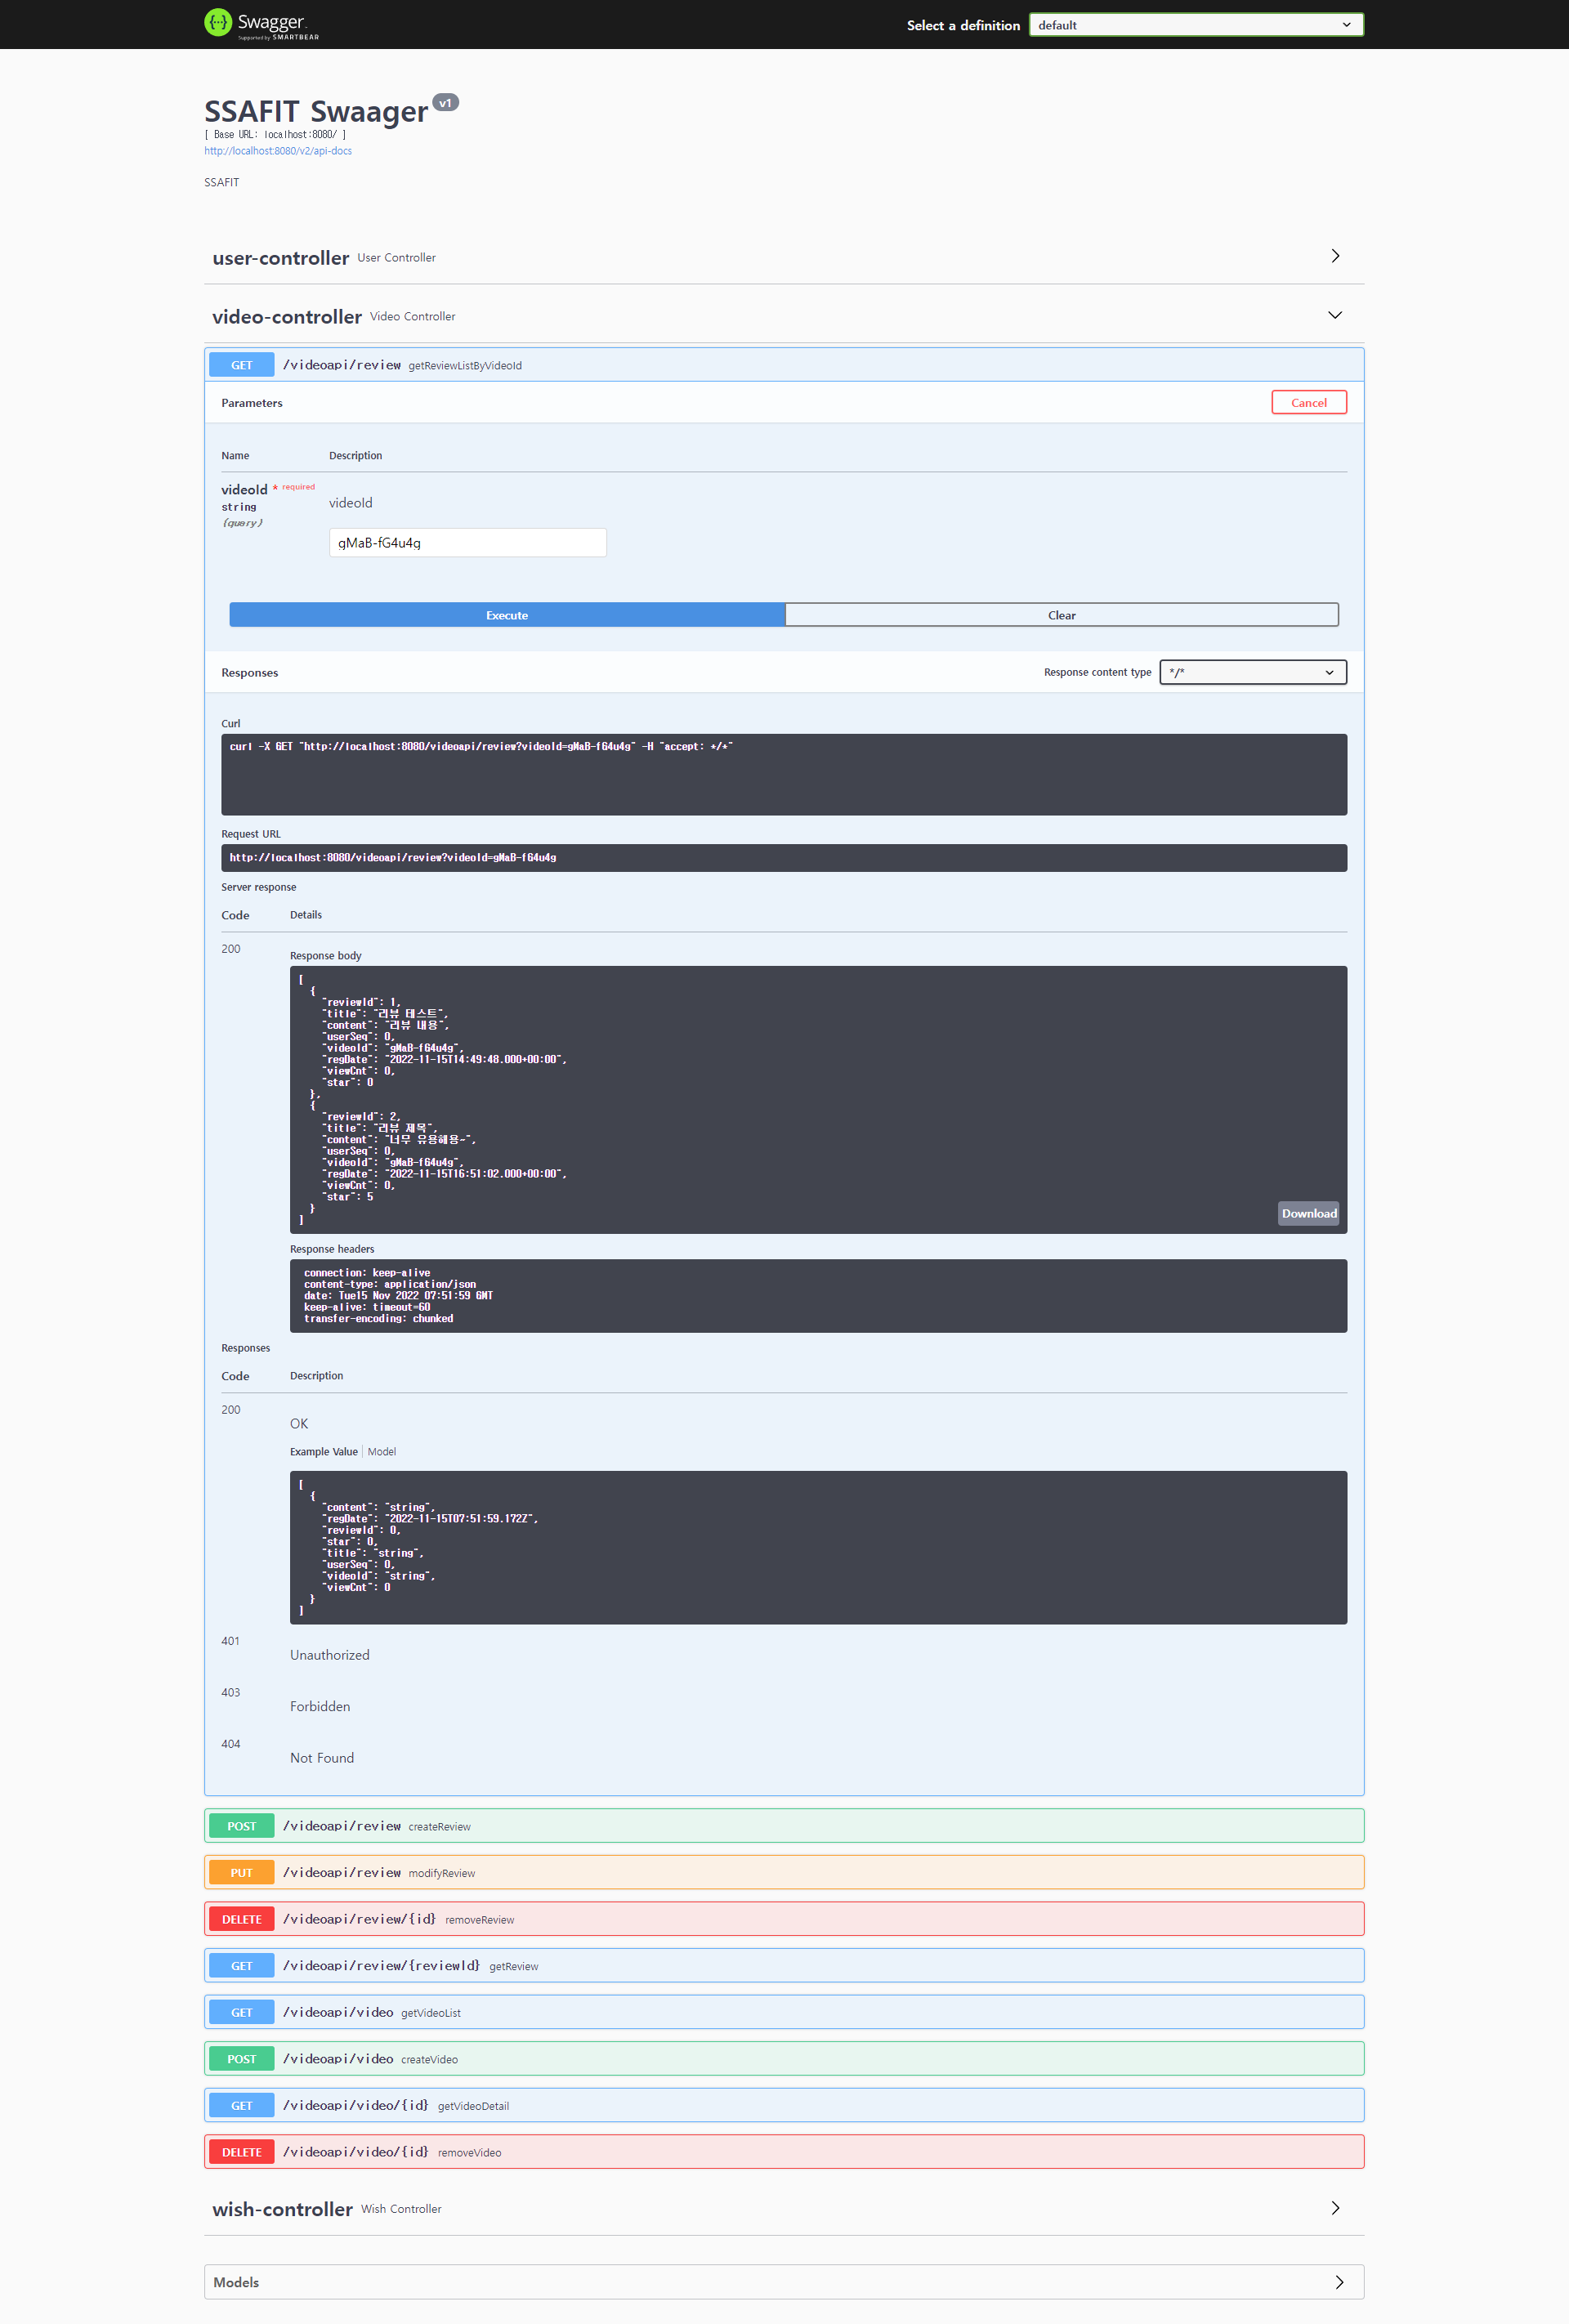 Swagger.
Supported by SMARTBEAR
Select a definition
default
SSAFIT Swaager v1
[ Base URL: localhost:8080/ ]
http://localhost:8080/v2/api-docs
SSAFIT
user-controller User Controller
video-controller Video Controller
GET /videoapi/review getReviewListByVideoId
Parameters
Cancel
Name Description
videoId * required
string
(query)
videoId
gMaB-fG4u4g
Execute
Clear
Responses
Response content type
*/*
Curl
curl -X GET "http://localhost:8080/videoapi/review?videoId=gMaB-fG4u4g" -H "accept: */*"
Request URL
http://localhost:8080/videoapi/review?videoId=gMaB-fG4u4g
Server response
Code Details
200
Response body
[
{
"reviewId": 1,
"title": "리뷰 테스트",
"content": "리뷰 내용",
"userSeq": 0,
"videoId": "gMaB-fG4u4g",
"regDate": "2022-11-15T14:49:48.000+00:00",
"viewCnt": 0,
"star": 0
},
{
"reviewId": 2,
"title": "리뷰 제목",
"content": "너무 유용해용~",
"userSeq": 0,
"videoId": "gMaB-fG4u4g",
"regDate": "2022-11-15T16:51:02.000+00:00",
"viewCnt": 0,
"star": 5
}
]
Download
Response headers
connection: keep-alive
content-type: application/json
date: Tue15 Nov 2022 07:51:59 GMT
keep-alive: timeout=60
transfer-encoding: chunked
Responses
Code Description
200
OK
Example Value Model
[
{
"content": "string",
"regDate": "2022-11-15T07:51:59.172Z",
"reviewId": 0,
"star": 0,
"title": "string",
"userSeq": 0,
"videoId": "string",
"viewCnt": 0
}
]
401
Unauthorized
403
Forbidden
404
Not Found
POST /videoapi/review createReview
PUT /videoapi/review modifyReview
DELETE /videoapi/review/{id} removeReview
GET /videoapi/review/{reviewId} getReview
GET /videoapi/video getVideoList
POST /videoapi/video createVideo
GET /videoapi/video/{id} getVideoDetail
DELETE /videoapi/video/{id} removeVideo
wish-controller Wish Controller
Models